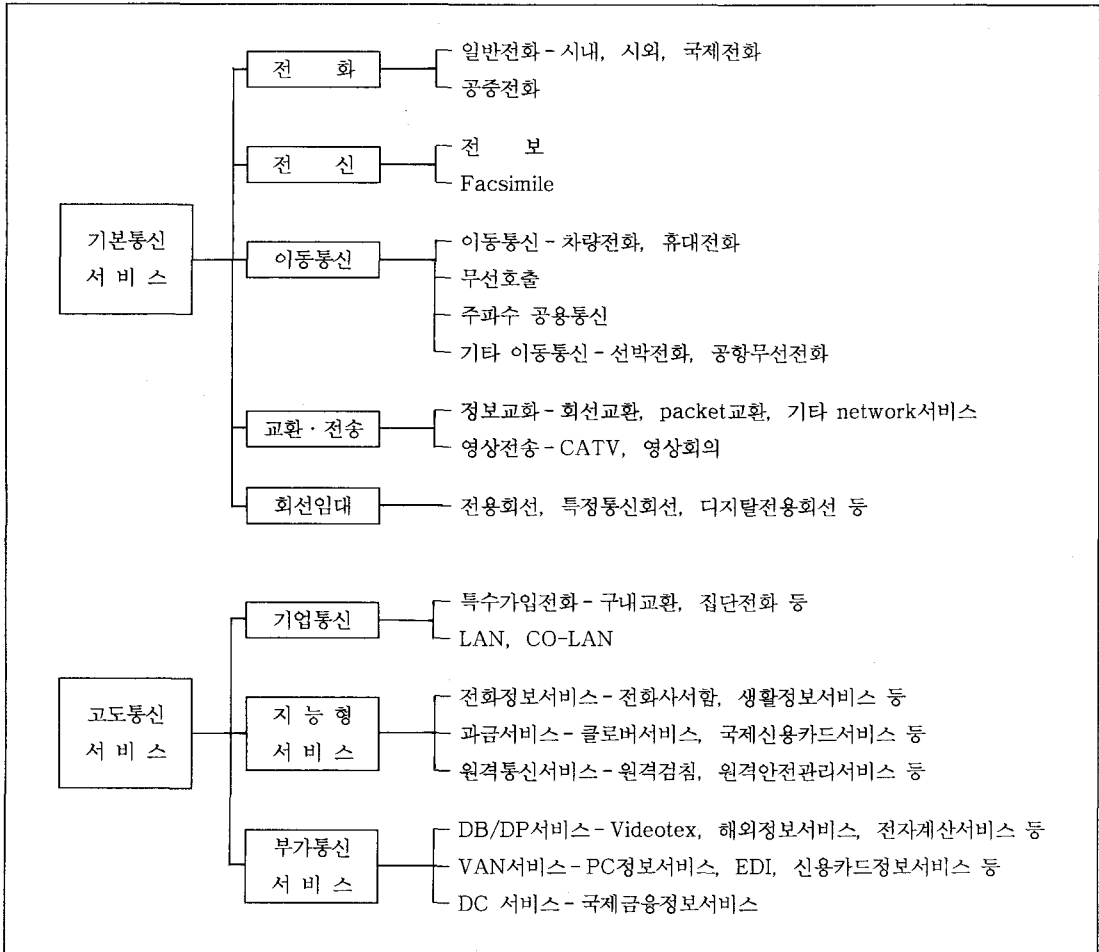 전 화
일반전화 - 시내, 시외, 국제전화
공중전화
전 신
전 보
Facsimile
기본통신
서 비 스
이동통신
이동통신 - 차량전화, 휴대전화
무선호출
주파수 공용통신
기타 이동통신 - 선박전화, 공항무선전화
교환 · 전송
정보교화 - 회선교환, packet교환, 기타 network서비스
영상전송 - CATV, 영상회의
회선임대
전용회선, 특정통신회선, 디지탈전용회선 등
기업통신
특수가입전화 - 구내교환, 집단전화 등
LAN, CO-LAN
고도통신
서 비 스
지 능 형
서 비 스
전화정보서비스 - 전화사서함, 생활정보서비스 등
과금서비스 - 클로버서비스, 국제신용카드서비스 등
원격통신서비스 - 원격검침, 원격안전관리서비스 등
부가통신
서 비 스
DB/DP서비스 - Videotex, 해외정보서비스, 전자계산서비스 등
VAN서비스 - PC정보서비스, EDI, 신용카드정보서비스 등
DC 서비스 - 국제금융정보서비스